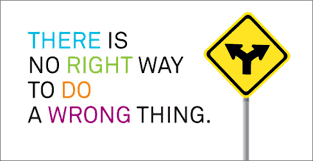 THERE IS
NO RIGHT WAY
TO DO
A WRONG THING.